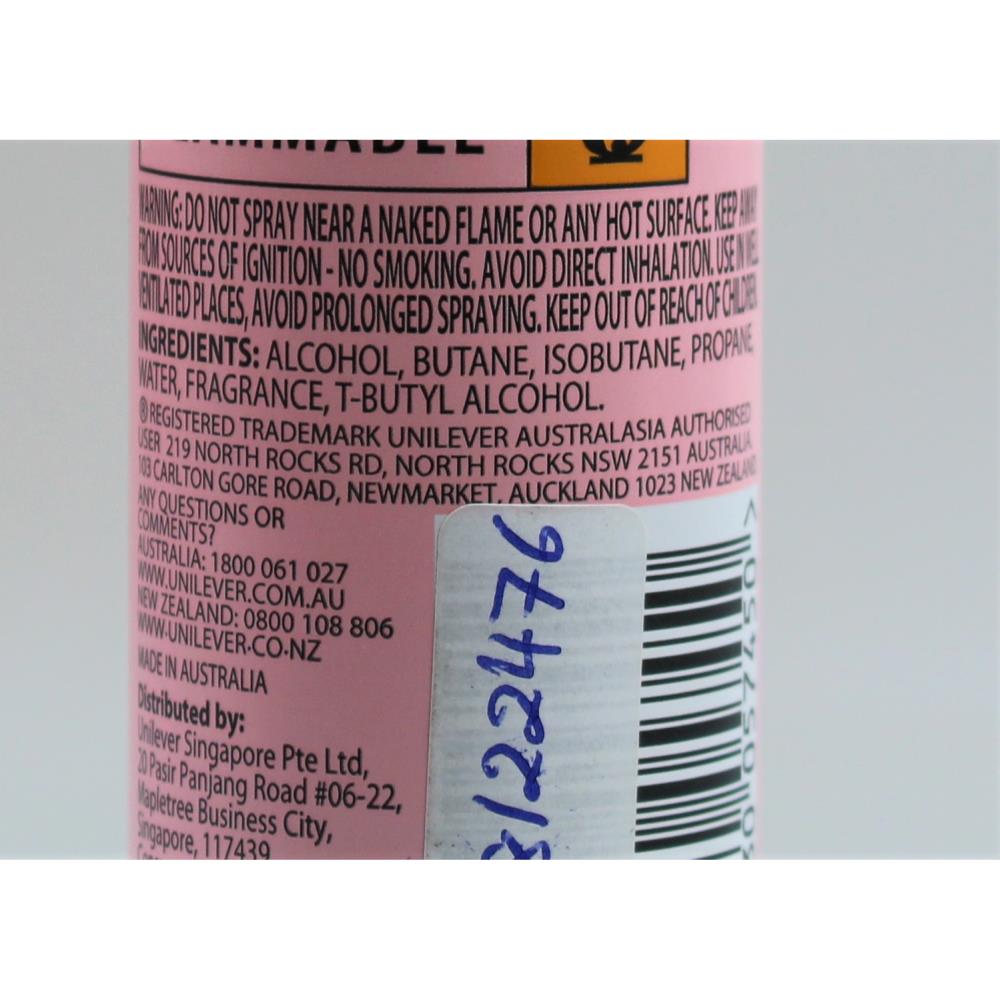 WARNING: DO NOT SPRAY NEAR A NAKED FLAME OR ANY HOT SURFACE. KEEP AWAY
FROM SOURCES OF IGNITION - NO SMOKING. AVOID DIRECT INHALATION. USE IN WELL
VENTILATED PLACES, AVOID PROLONGED SPRAYING. KEEP OUT OF REACH OF CHILDREN.
INGREDIENTS: ALCOHOL, BUTANE, ISOBUTANE, PROPANE,
WATER, FRAGRANCE, T-BUTYL ALCOHOL.
® REGISTERED TRADEMARK UNILEVER AUSTRALASIA AUTHORISED
USER 219 NORTH ROCKS RD, NORTH ROCKS NSW 2151 AUSTRALIA,
103 CARLTON GORE ROAD, NEWMARKET, AUCKLAND 1023 NEW ZEALAND
ANY QUESTIONS OR
COMMENTS?
AUSTRALIA: 1800 061 027
WWW.UNILEVER.COM.AU
NEW ZEALAND: 0800 108 806
WWW.UNILEVER.CO.NZ
MADE IN AUSTRALIA
Distributed by:
Unilever Singapore Pte Ltd,
20 Pasir Panjang Road #06-22,
Mapletree Business City,
Singapore, 117439
/22476